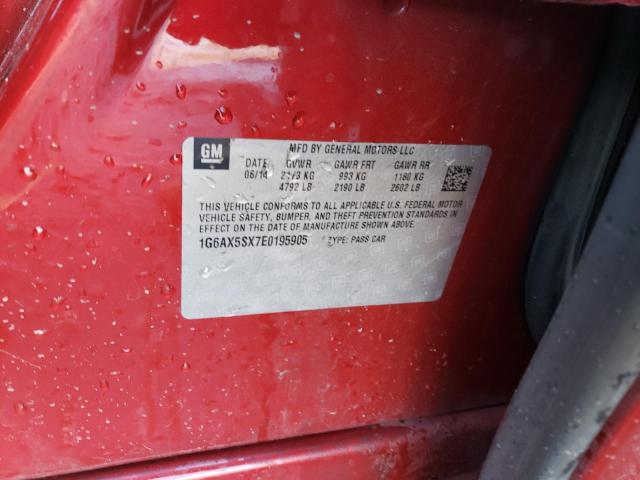 GM
MFD BY GENERAL MOTORS LLC
DATE GVWR GAWR FRT GAWR RR
06/14 2173 KG 993 KG 1180 KG
4792 LB 2190 LB 2602 LB
THIS VEHICLE CONFORMS TO ALL APPLICABLE U.S. FEDERAL MOTOR
VEHICLE SAFETY, BUMPER, AND THEFT PREVENTION STANDARDS IN
EFFECT ON THE DATE OF MANUFACTURE SHOWN ABOVE.
1G6AX5SX7E0195905 TYPE: PASS CAR